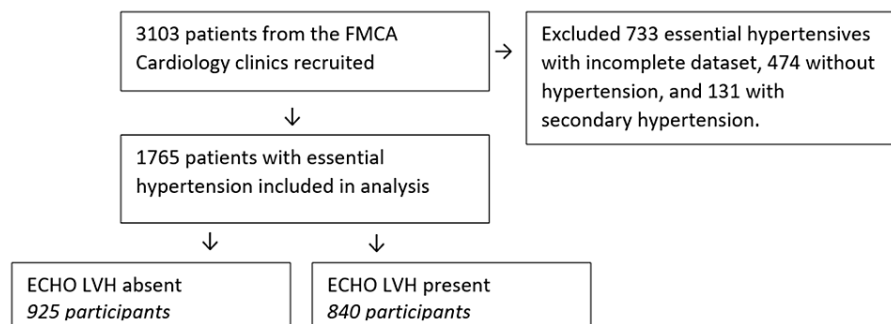 3103 patients from the FMCA
Cardiology clinics recruited
Excluded 733 essential hypertensives
with incomplete dataset, 474 without
hypertension, and 131 with
secondary hypertension.
1765 patients with essential
hypertension included in analysis
ECHO LVH absent
925 participants
ECHO LVH present
840 participants